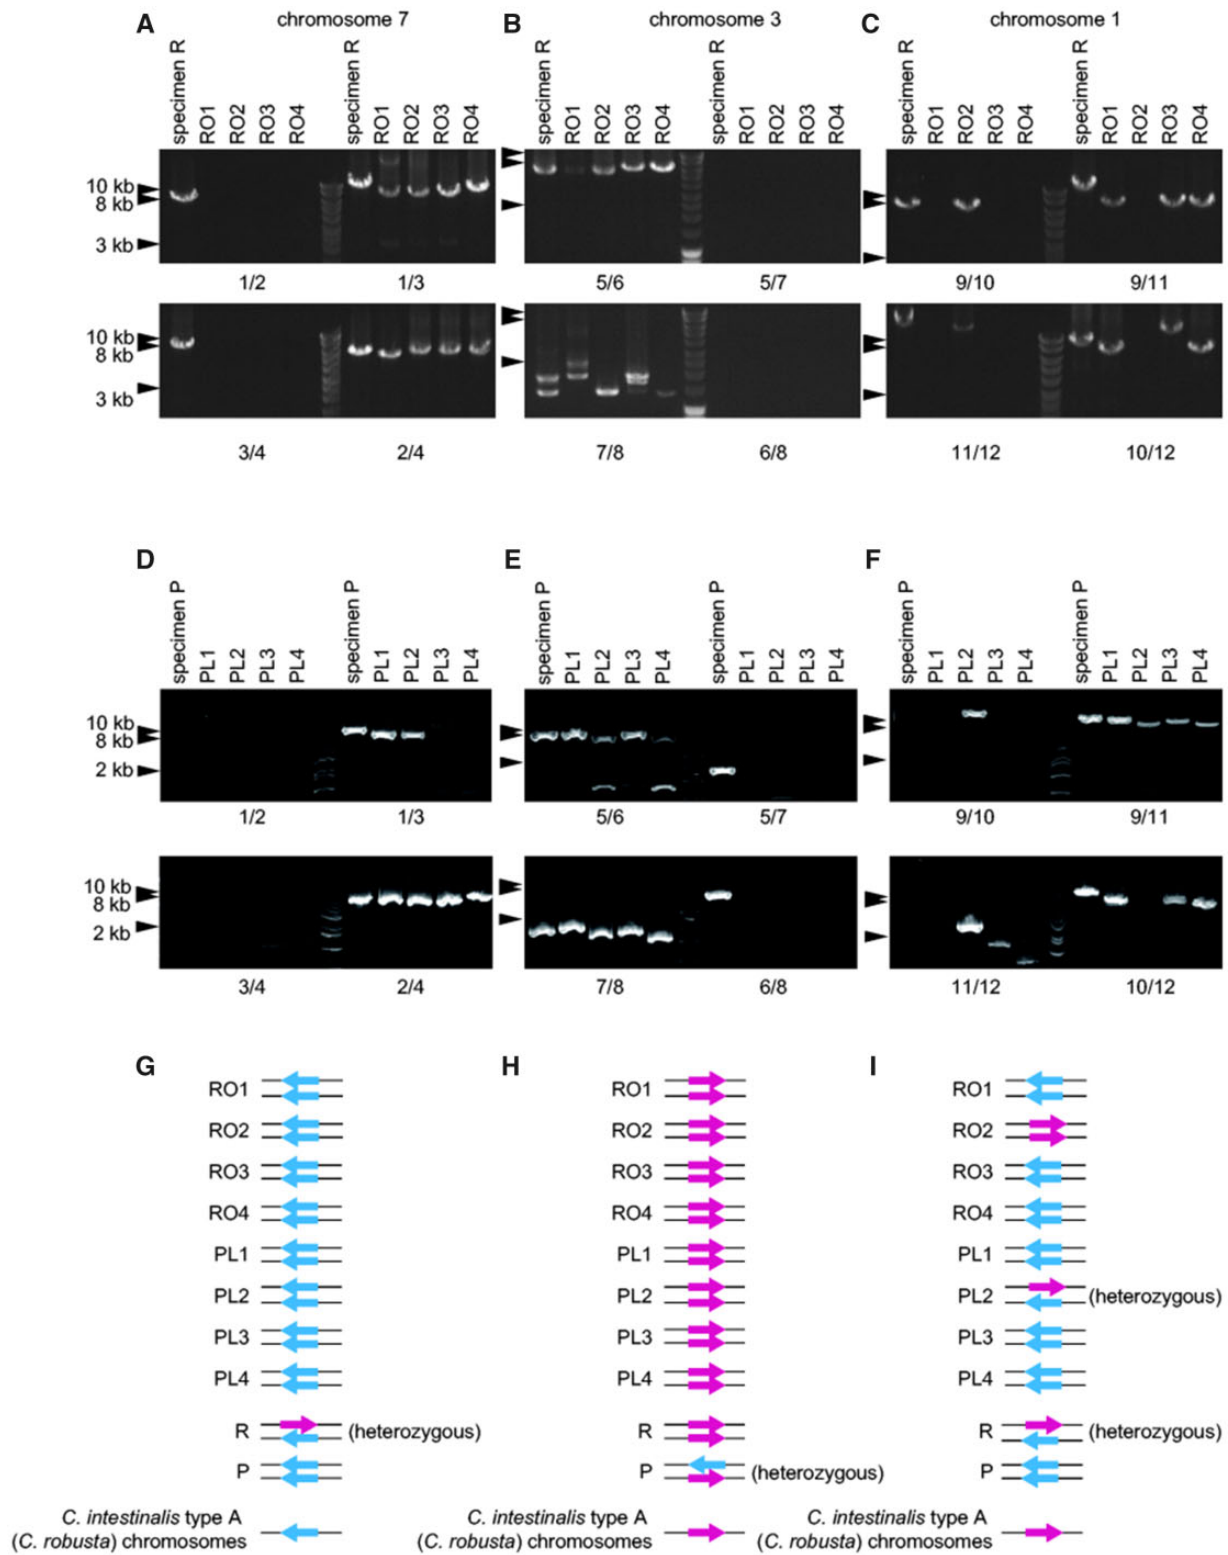 A chromosome 7 B chromosome 3 C chromosome 1
specimen R RO1 RO2 RO3 RO4 specimen R RO1 RO2 RO3 RO4 specimen R RO1 RO2 RO3 RO4 specimen R RO1 RO2 RO3 RO4 specimen R RO1 RO2 RO3 RO4 specimen R RO1 RO2 RO3 RO4
10 kb
8 kb
3 kb
1/2 1/3 5/6 5/7 9/10 9/11
10 kb
8 kb
3 kb
3/4 2/4 7/8 6/8 11/12 10/12
D E F
specimen P PL1 PL2 PL3 PL4 specimen P PL1 PL2 PL3 PL4 specimen P PL1 PL2 PL3 PL4 specimen P PL1 PL2 PL3 PL4 specimen P PL1 PL2 PL3 PL4 specimen P PL1 PL2 PL3 PL4
10 kb
8 kb
2 kb
1/2 1/3 5/6 5/7 9/10 9/11
10 kb
8 kb
2 kb
3/4 2/4 7/8 6/8 11/12 10/12
G H I
RO1 RO1 RO1
RO2 RO2 RO2
RO3 RO3 RO3
RO4 RO4 RO4
PL1 PL1 PL1
PL2 PL2 PL2 (heterozygous)
PL3 PL3 PL3
PL4 PL4 PL4
R (heterozygous) R R (heterozygous)
P P (heterozygous) P
C. intestinalis type A C. intestinalis type A C. intestinalis type A
(C. robusta) chromosomes (C. robusta) chromosomes (C. robusta) chromosomes